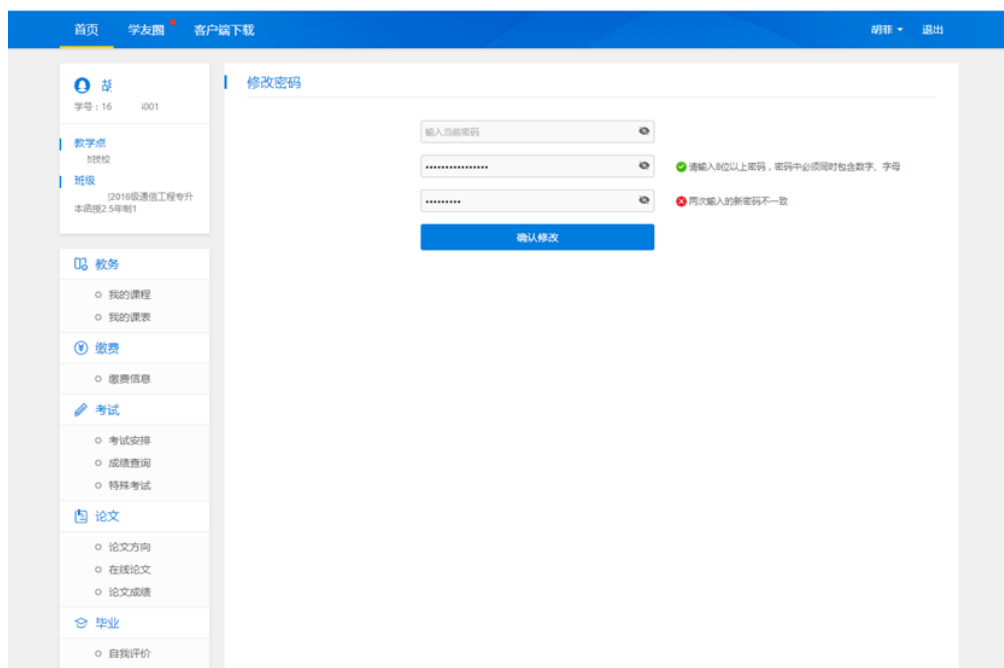 首页 学友圈 客户端下载 胡菲 退出
胡
学号：16 001
教学点
技校
班级
2016级通信工程专升
本函授2.5年制1
教务
我的课程
我的课表
缴费
缴费信息
考试
考试安排
成绩查询
特殊考试
论文
论文方向
在线论文
论文成绩
毕业
自我评价
修改密码
输入当前密码
••••••••••••••••
请输入8位以上密码，密码中必须同时包含数字、字母
•••••••••
两次输入的新密码不一致
确认修改